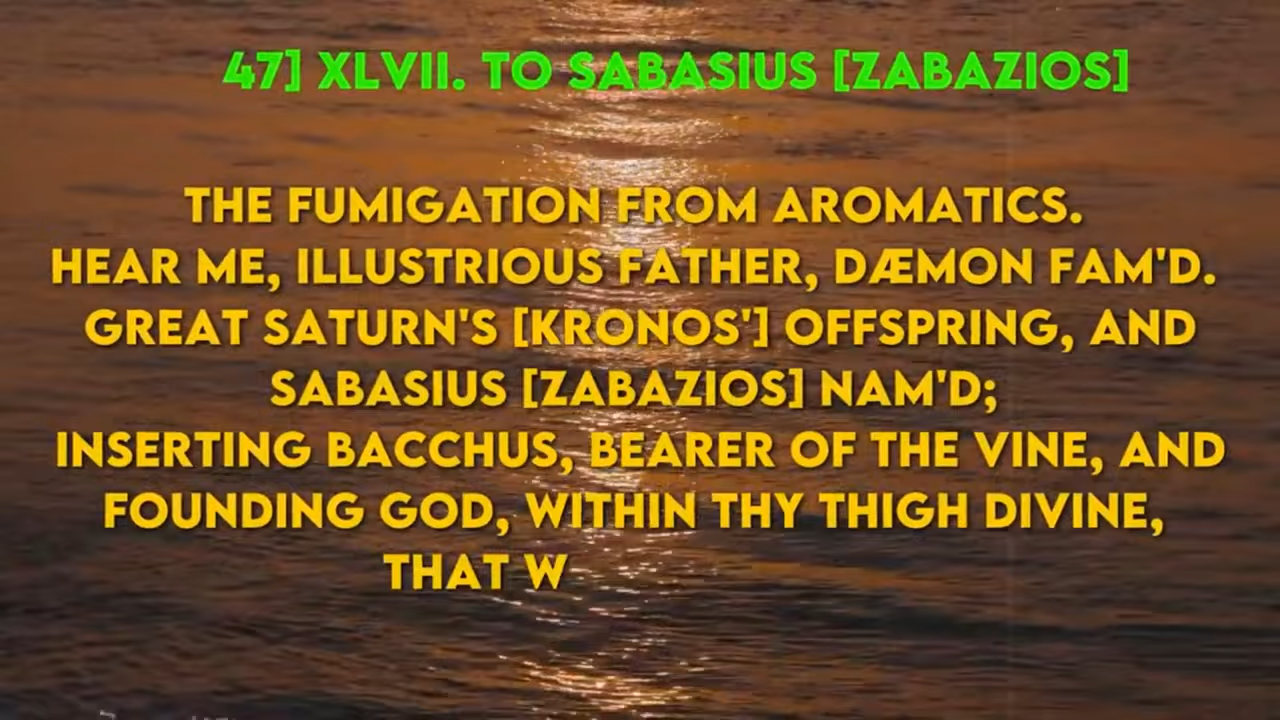 47] XLVII. TO SABASIUS [ZABAZIOS]
THE FUMIGATION FROM AROMATICS.
HEAR ME, ILLUSTRIOUS FATHER, DÆMON FAM'D.
GREAT SATURN'S [KRONOS'] OFFSPRING, AND
SABASIUS [ZABAZIOS] NAM'D;
INSERTING BACCHUS, BEARER OF THE VINE, AND
FOUNDING GOD, WITHIN THY THIGH DIVINE,
THAT W